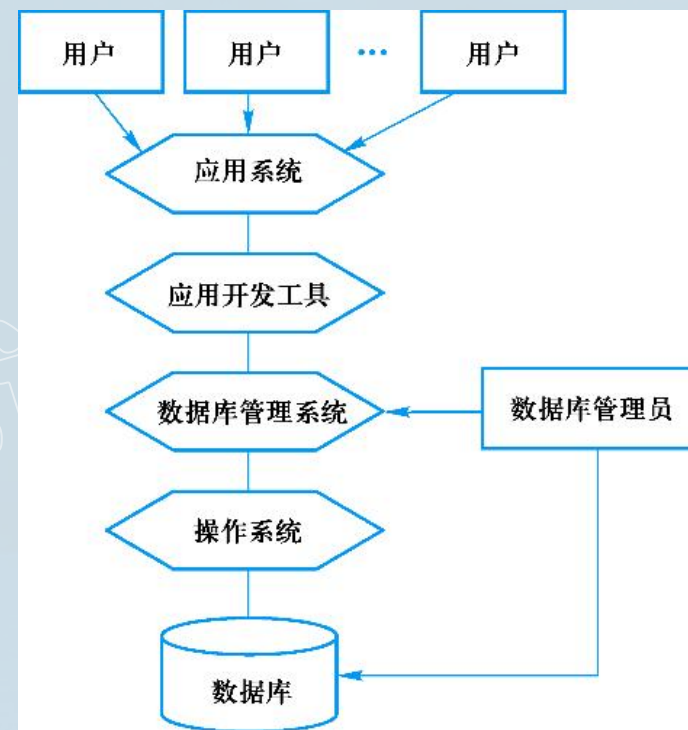 用户
用户
…
用户
应用系统
应用开发工具
数据库管理系统
数据库管理员
操作系统
数据库